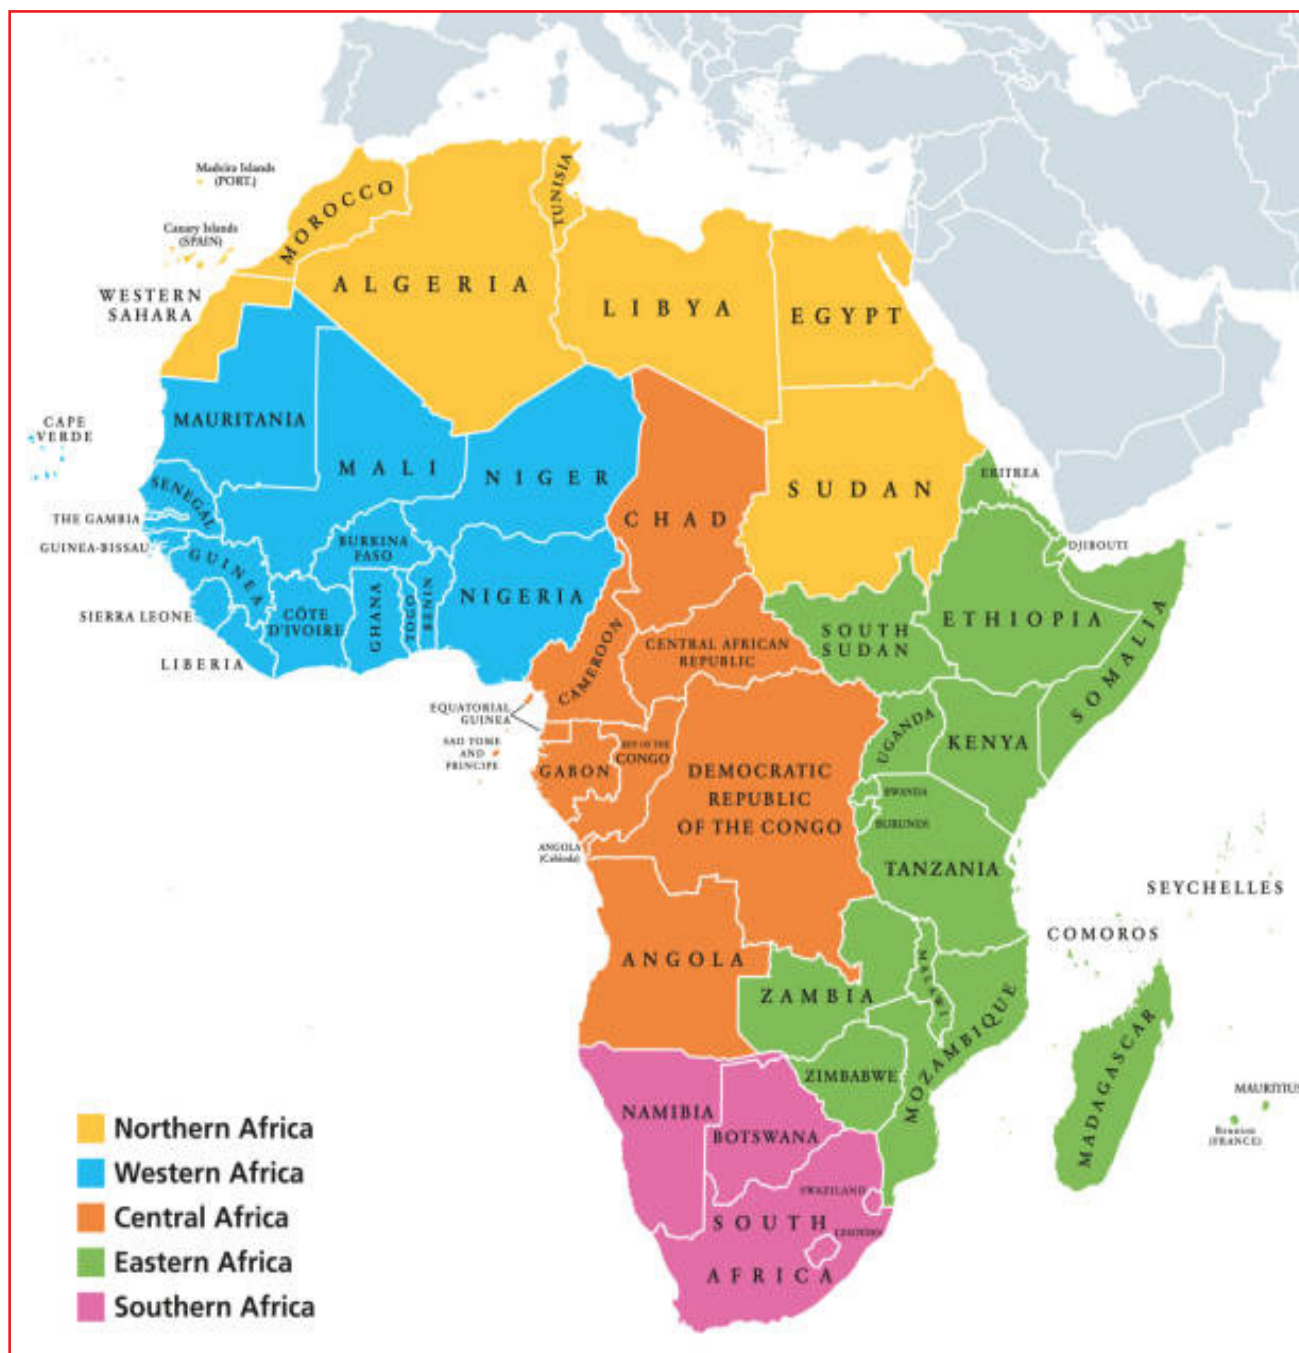 Madeira Islands
(PORT.)
Canary Islands
(SPAIN)
MOROCCO
TUNISIA
ALGERIA
LIBYA
EGYPT
WESTERN
SAHARA
MAURITANIA
CAPE
VERDE
MALI
NIGER
CHAD
SUDAN
ERITREA
SENEGAL
THE GAMBIA
GUINEA-BISSAU
GUINEA
BURKINA
FASO
DJIBOUTI
SIERRA LEONE
CÔTE
D'IVOIRE
GHANA
TOGO
BENIN
NIGERIA
LIBERIA
CAMEROON
CENTRAL AFRICAN
REPUBLIC
SOUTH
SUDAN
ETHIOPIA
SOMALIA
EQUATORIAL
GUINEA
SAO TOME
AND
PRINCIPE
GABON
REP. OF THE
CONGO
DEMOCRATIC
REPUBLIC
OF THE CONGO
UGANDA
KENYA
RWANDA
BURUNDI
ANGOLA
(Cabinda)
TANZANIA
SEYCHELLES
COMOROS
ANGOLA
ZAMBIA
MALAWI
MOZAMBIQUE
MADAGASCAR
ZIMBABWE
MAURITIUS
Reunion
(FRANCE)
NAMIBIA
BOTSWANA
SWAZILAND
SOUTH
LESOTHO
AFRICA
Northern Africa
Western Africa
Central Africa
Eastern Africa
Southern Africa